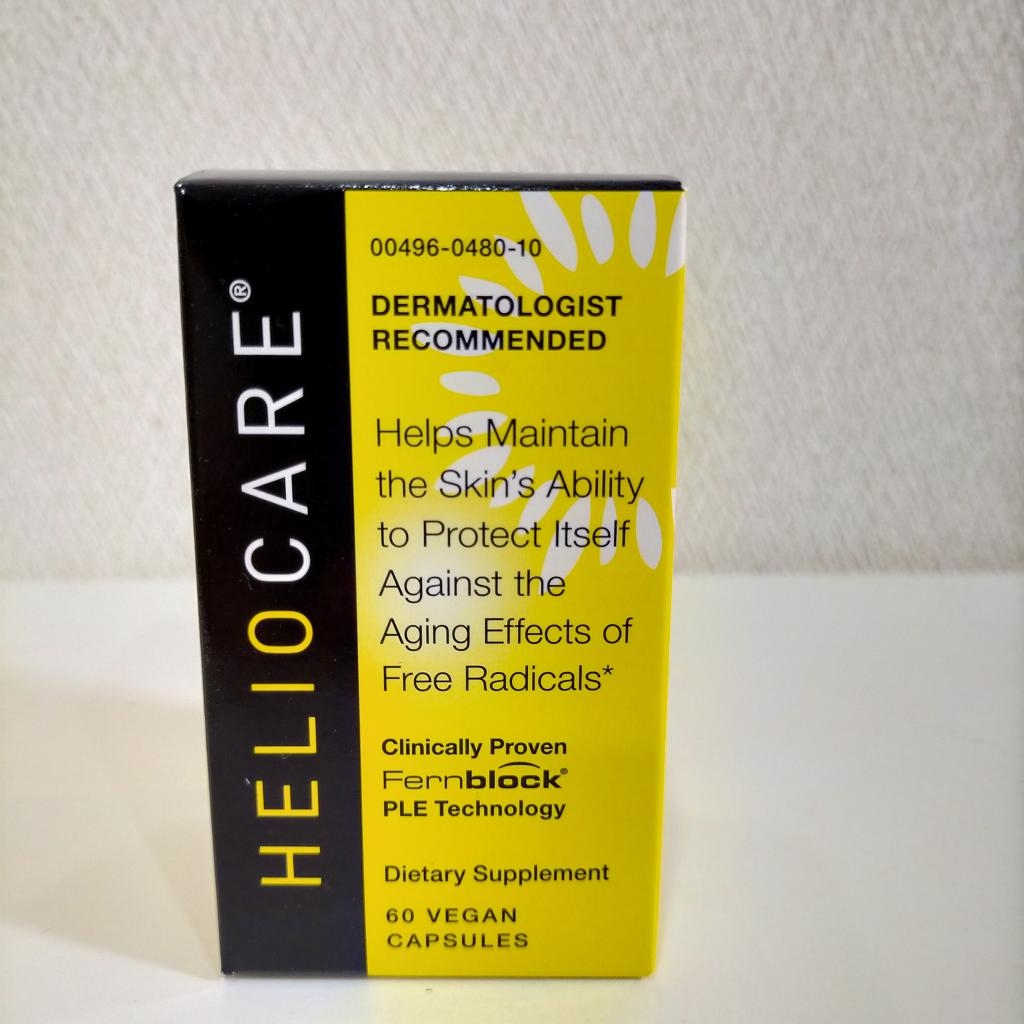 HELIOCARE®
00496-0480-10
DERMATOLOGIST
RECOMMENDED
Helps Maintain
the Skin's Ability
to Protect Itself
Against the
Aging Effects of
Free Radicals*
Clinically Proven
Fernblock®
PLE Technology
Dietary Supplement
60 VEGAN
CAPSULES